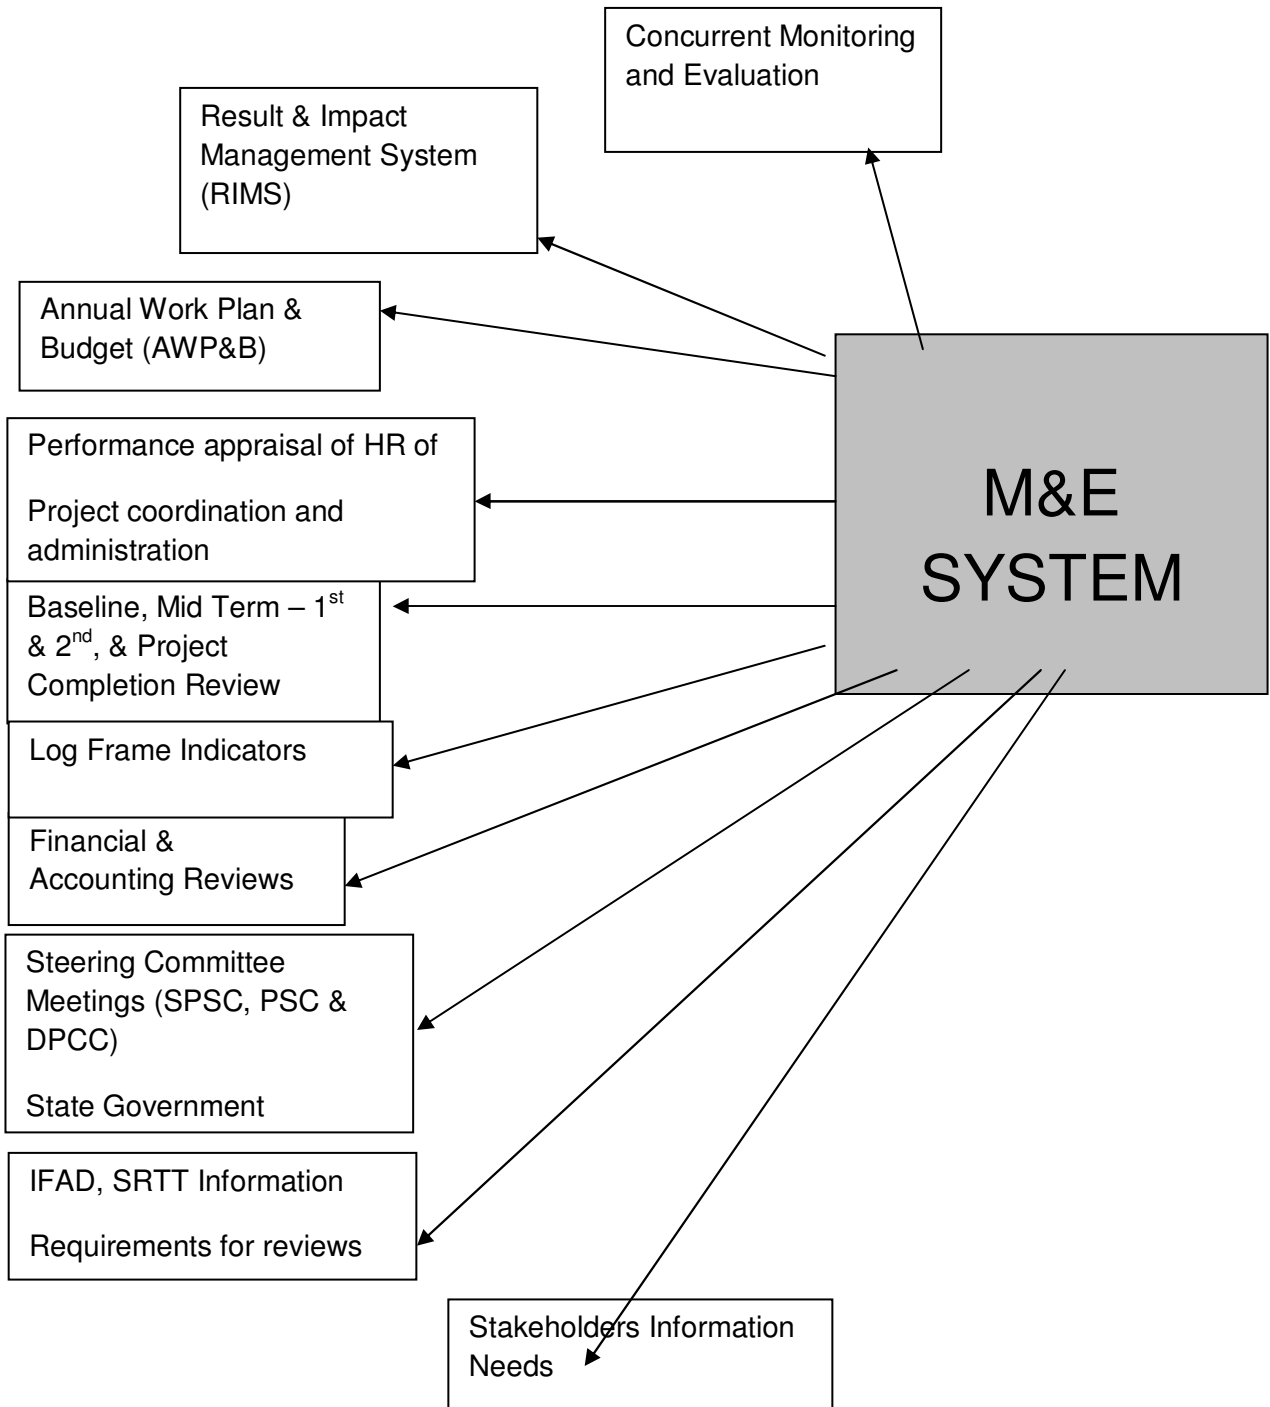 Concurrent Monitoring
and Evaluation
Result & Impact
Management System
(RIMS)
Annual Work Plan &
Budget (AWP&B)
Performance appraisal of HR of
Project coordination and
administration
M&E
SYSTEM
Baseline, Mid Term – 1st
& 2nd, & Project
Completion Review
Log Frame Indicators
Financial &
Accounting Reviews
Steering Committee
Meetings (SPSC, PSC &
DPCC)
State Government
IFAD, SRTT Information
Requirements for reviews
Stakeholders Information
Needs